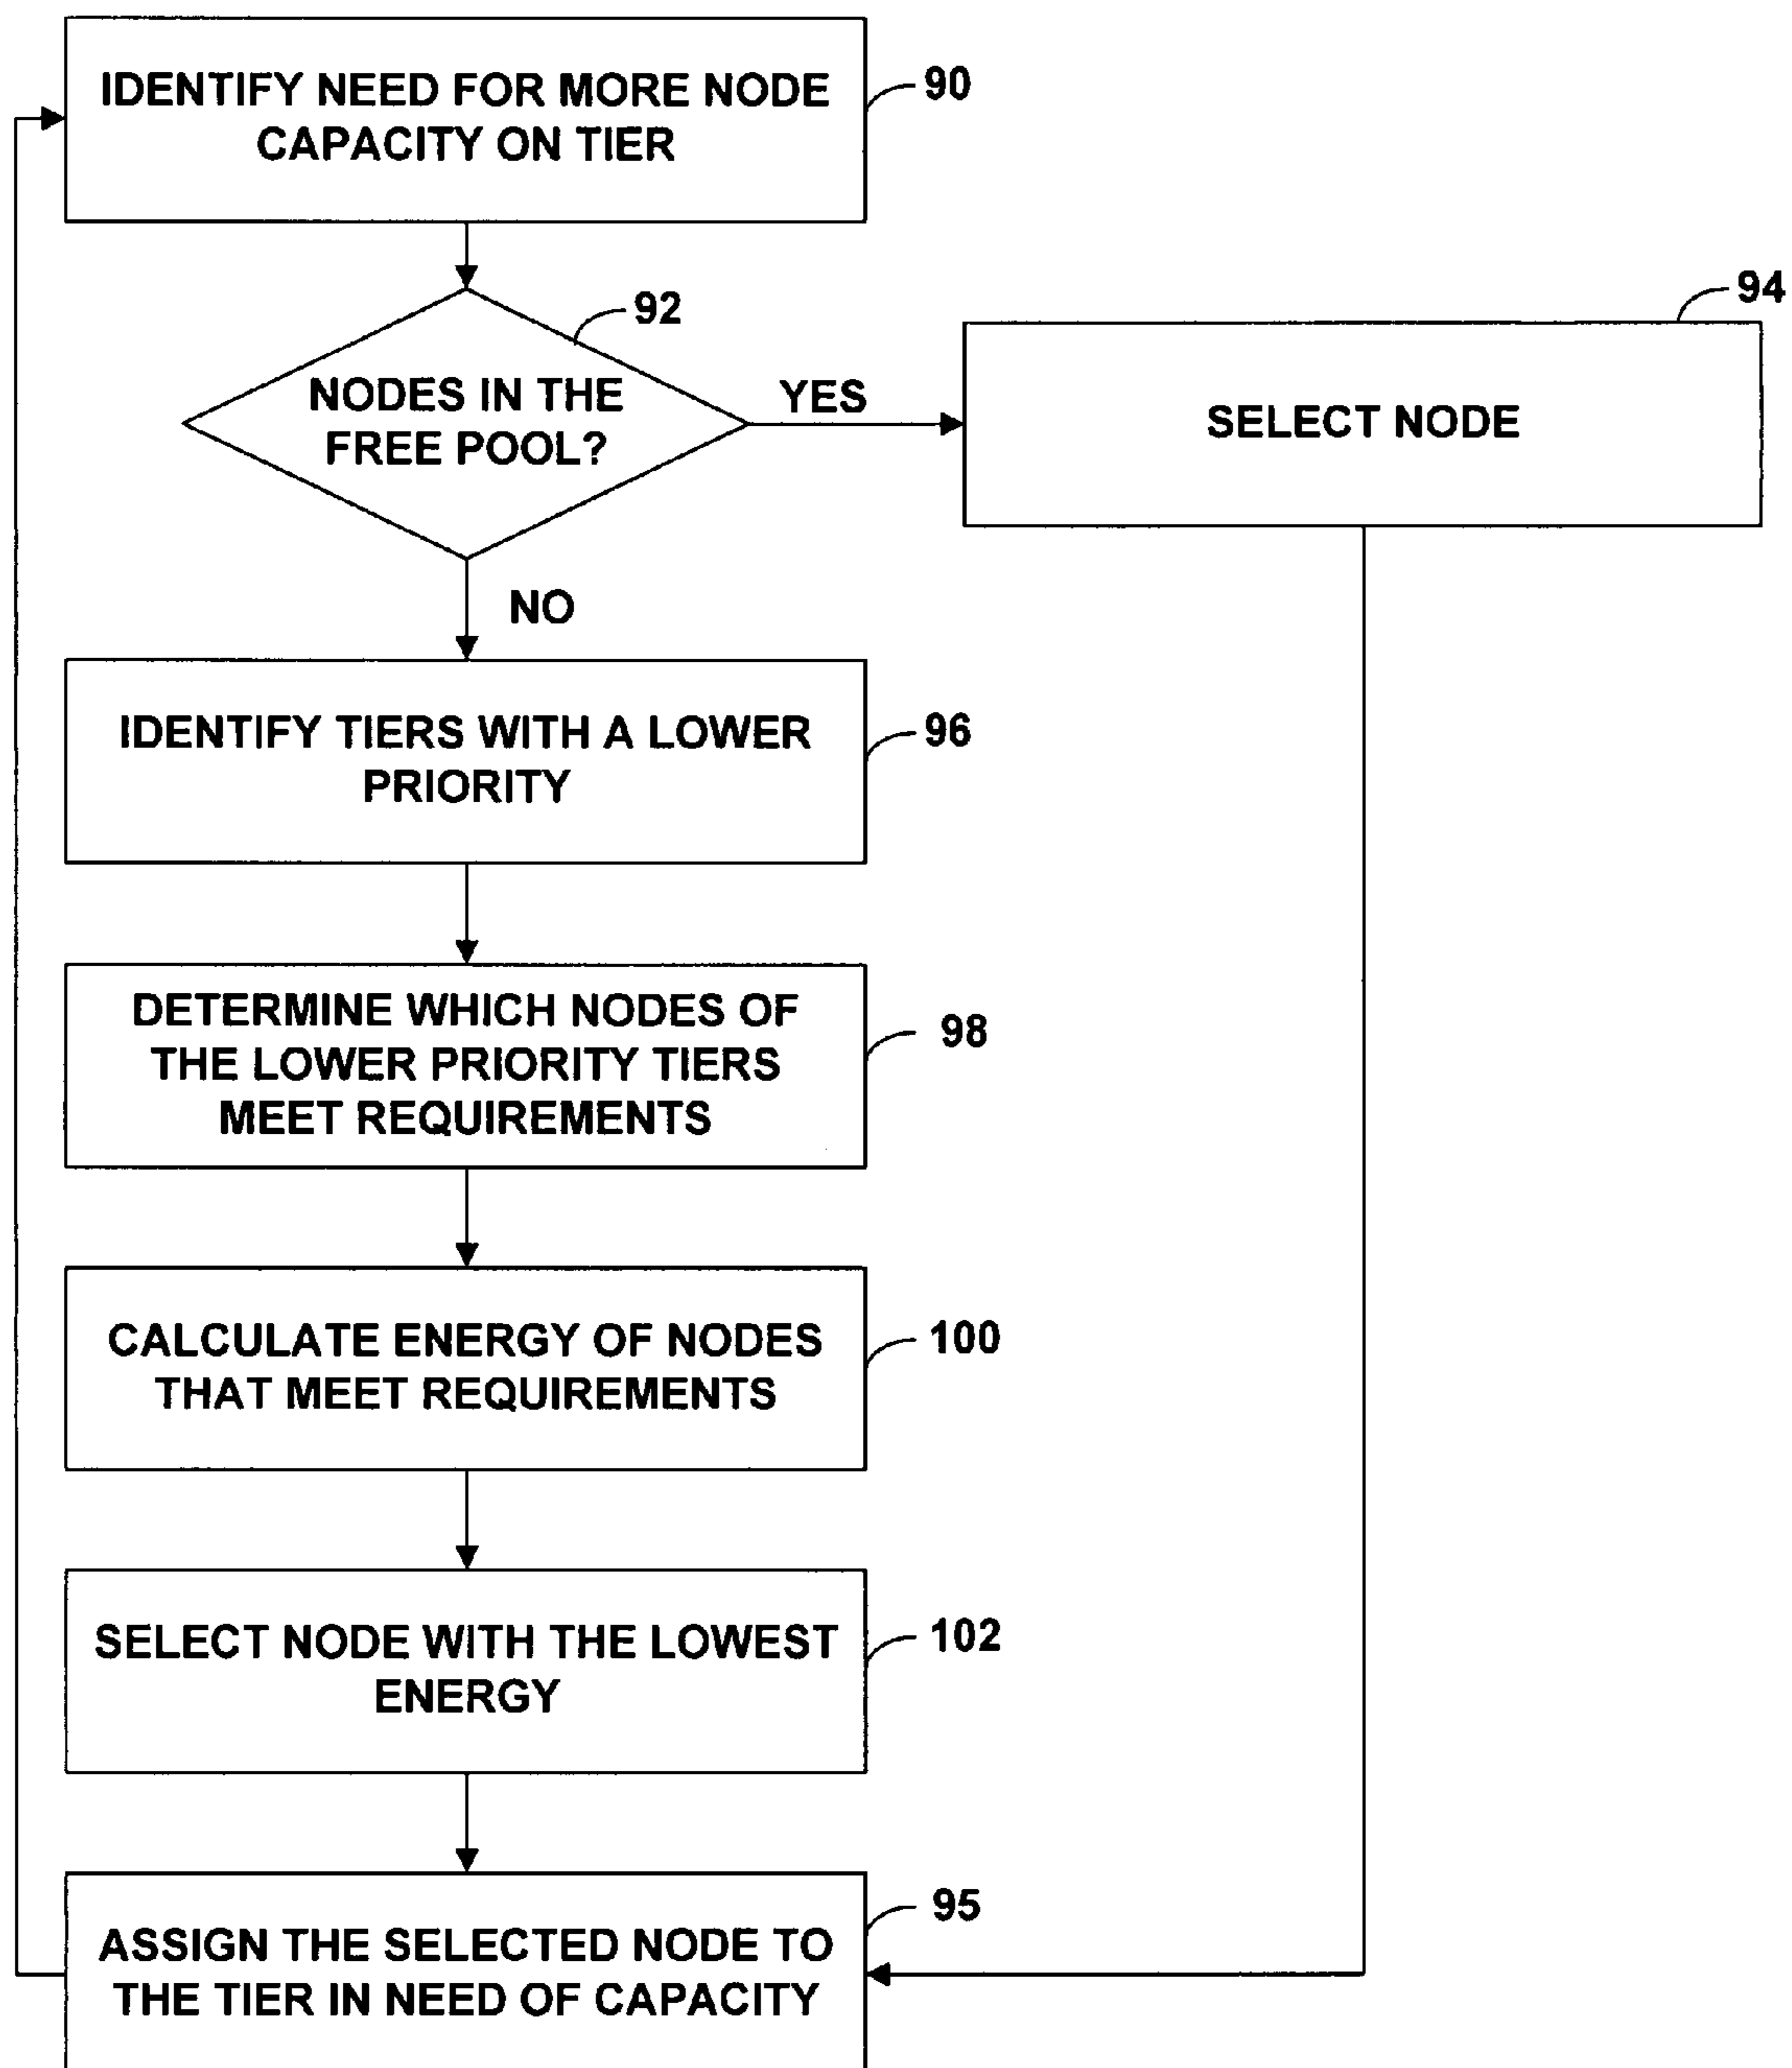 IDENTIFY NEED FOR MORE NODE
CAPACITY ON TIER
90
92
NODES IN THE
FREE POOL?
YES
94
SELECT NODE
NO
IDENTIFY TIERS WITH A LOWER
PRIORITY
96
DETERMINE WHICH NODES OF
THE LOWER PRIORITY TIERS
MEET REQUIREMENTS
98
CALCULATE ENERGY OF NODES
THAT MEET REQUIREMENTS
100
SELECT NODE WITH THE LOWEST
ENERGY
102
ASSIGN THE SELECTED NODE TO
THE TIER IN NEED OF CAPACITY
95